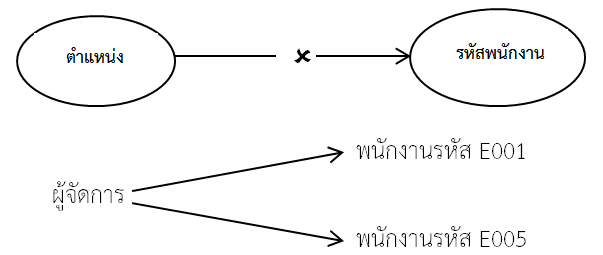 ตำแหน่ง
รหัสพนักงาน
พนักงานรหัส E001
ผู้จัดการ
พนักงานรหัส E005